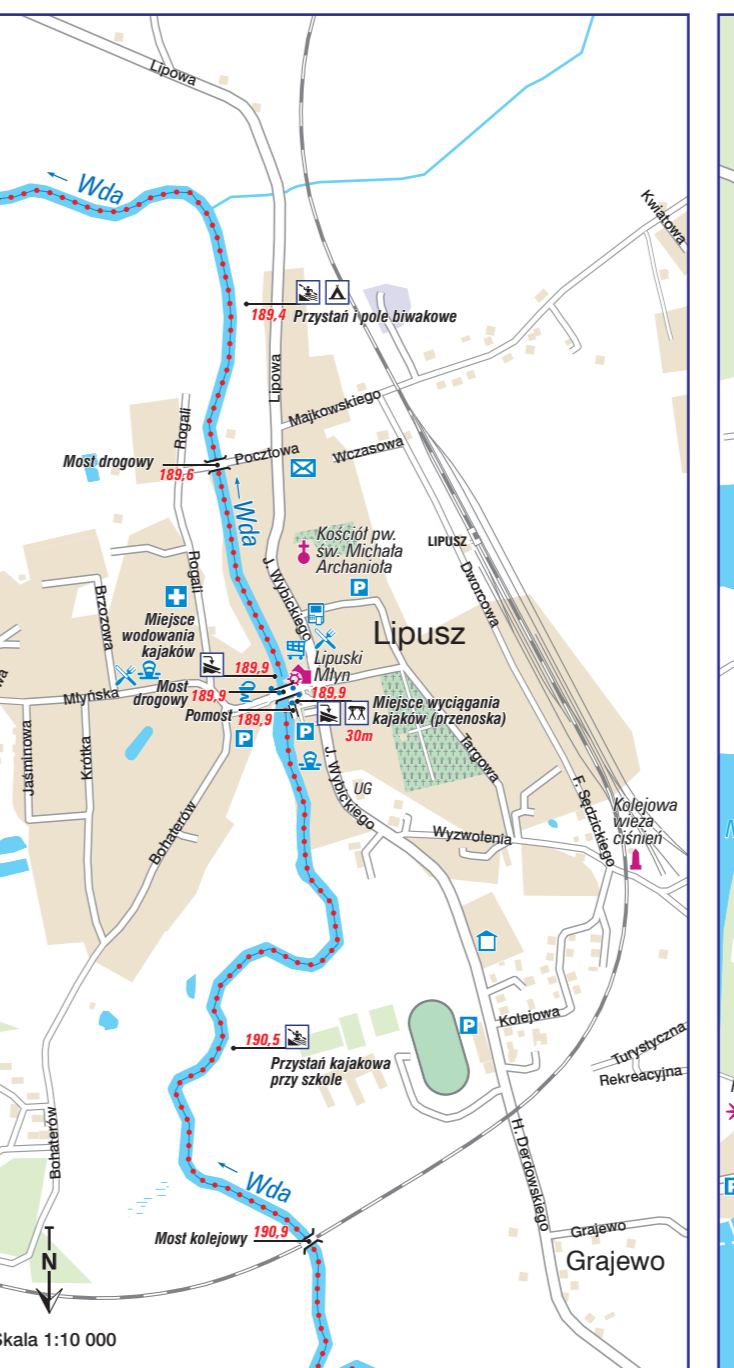 Lipowa
Wda
Kwiatowa
189,4 Przystań i pole biwakowe
Lipowa
Majkowskiego
Rogali
Most drogowy
189,6
Pocztowa
Wczasowa
Wda
Kościół pw.
św. Michała
Archanioła
LIPUSZ
Dworcowa
P
J. Wybickiego
Rogali
Brzozowa
Miejsce
wodowania
kajaków
189,9
Lipusz
Lipuski
Młyn
Młyńska
Most
drogowy
189,9
189,9
Miejsce wyciągania
kajaków (przenoska)
30m
Pomost
189,9
P
P
Jaśminowa
Krótka
Bohaterów
J. Wybickiego
UG
Targowa
Wyzwolenia
F. Sędzickiego
Kolejowa
wieża
ciśnień
P
Kolejowa
190,5
Przystań kajakowa
przy szkole
Turystyczna
Rekreacyjna
Bohaterów
H. Derdowskiego
Wda
Most kolejowy
190,9
N
Grajewo
Grajewo
Skala 1:10 000